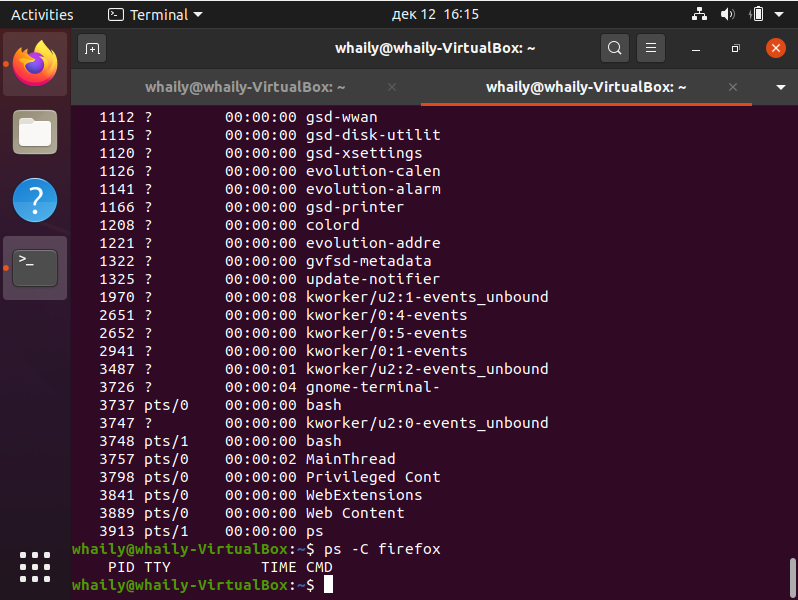 Activities Terminal дек 12 16:15
whaily@whaily-VirtualBox: ~
whaily@whaily-VirtualBox: ~ × whaily@whaily-VirtualBox: ~ ×
1112 ? 00:00:00 gsd-wwan
1115 ? 00:00:00 gsd-disk-utilit
1120 ? 00:00:00 gsd-xsettings
1126 ? 00:00:00 evolution-calen
1141 ? 00:00:00 evolution-alarm
1146 ? 00:00:00 gsd-printer
1208 ? 00:00:00 colord
1221 ? 00:00:00 evolution-addre
1322 ? 00:00:00 gvfsd-metadata
1325 ? 00:00:00 update-notifier
1970 ? 00:00:08 kworker/u2:1-events_unbound
2651 ? 00:00:00 kworker/0:4-events
2652 ? 00:00:00 kworker/0:5-events
2941 ? 00:00:00 kworker/0:1-events
3487 ? 00:00:01 kworker/u2:2-events_unbound
3726 ? 00:00:04 gnome-terminal-
3737 pts/0 00:00:00 bash
3747 ? 00:00:00 kworker/u2:0-events_unbound
3748 pts/1 00:00:00 bash
3757 pts/0 00:00:02 MainThread
3798 pts/0 00:00:00 Privileged Cont
3841 pts/0 00:00:00 WebExtensions
3889 pts/0 00:00:00 Web Content
3913 pts/1 00:00:00 ps
whaily@whaily-VirtualBox:~$ ps -C firefox
PID TTY TIME CMD
whaily@whaily-VirtualBox:~$